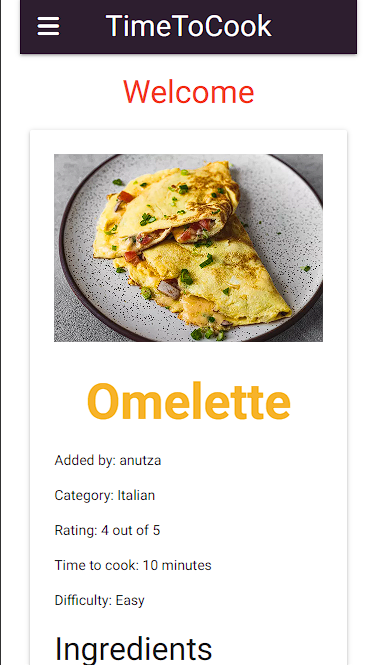 TimeToCook
Welcome
Omelette
Added by: anutza
Category: Italian
Rating: 4 out of 5
Time to cook: 10 minutes
Difficulty: Easy
Ingredients